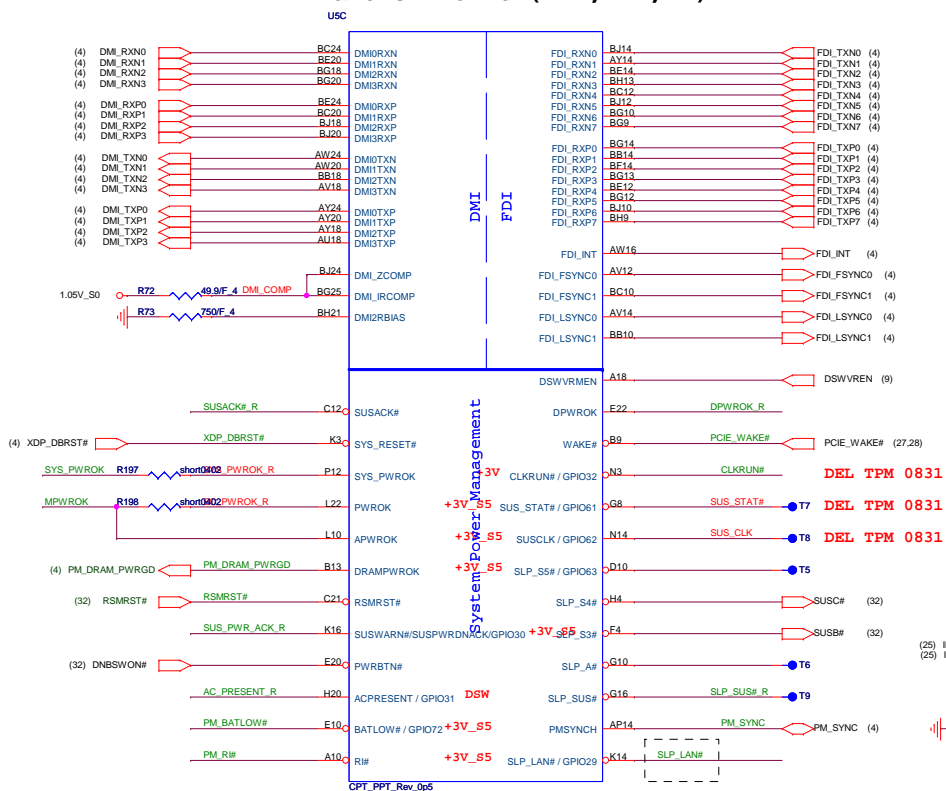 U5C
(4) DMI_RXN0 BC24 DMI0RXN FDI_RXN0 BJ14 FDI_TXN0 (4)
(4) DMI_RXN1 BE20 DMI1RXN FDI_RXN1 AY14 FDI_TXN1 (4)
(4) DMI_RXN2 BG18 DMI2RXN FDI_RXN2 BE14 FDI_TXN2 (4)
(4) DMI_RXN3 BG20 DMI3RXN FDI_RXN3 BH13 FDI_TXN3 (4)
FDI_RXN4 BC12 FDI_TXN4 (4)
(4) DMI_RXP0 BE24 DMI0RXP FDI_RXN5 BJ12 FDI_TXN5 (4)
(4) DMI_RXP1 BC20 DMI1RXP FDI_RXN6 BG10 FDI_TXN6 (4)
(4) DMI_RXP2 BJ18 DMI2RXP FDI_RXN7 BG9 FDI_TXN7 (4)
(4) DMI_RXP3 BJ20 DMI3RXP
FDI_RXP0 BG14 FDI_TXP0 (4)
(4) DMI_TXN0 AW24 DMI0TXN FDI_RXP1 BB14 FDI_TXP1 (4)
(4) DMI_TXN1 AW20 DMI1TXN FDI_RXP2 BF14 FDI_TXP2 (4)
(4) DMI_TXN2 BB18 DMI2TXN FDI_RXP3 BG13 FDI_TXP3 (4)
(4) DMI_TXN3 AV18 DMI3TXN FDI_RXP4 BE12 FDI_TXP4 (4)
FDI_RXP5 BG12 FDI_TXP5 (4)
(4) DMI_TXP0 AY24 DMI0TXP FDI_RXP6 BJ10 FDI_TXP6 (4)
(4) DMI_TXP1 AY20 DMI1TXP FDI_RXP7 BH9 FDI_TXP7 (4)
(4) DMI_TXP2 AY18 DMI2TXP
(4) DMI_TXP3 AU18 DMI3TXP
DMI
FDI
FDI_INT AW16 FDI_INT (4)
BJ24 DMI_ZCOMP FDI_FSYNC0 AV12 FDI_FSYNC0 (4)
1.05V_S0 R72 49.9/F_4 DMI_COMP BG25 DMI_IRCOMP FDI_FSYNC1 BC10 FDI_FSYNC1 (4)
R73 750/F_4 BH21 DMI2RBIAS FDI_LSYNC0 AV14 FDI_LSYNC0 (4)
FDI_LSYNC1 BB10 FDI_LSYNC1 (4)
System Power Management
DSWVRMEN A18 DSWVREN (9)
SUSACK#_R C12 SUSACK# DPWROK E22 DPWROK_R
(4) XDP_DBRST# XDP_DBRST# K3 SYS_RESET# WAKE# B9 PCIE_WAKE# PCIE_WAKE# (27,28)
SYS_PWROK R197 short0402 PWROK_R P12 SYS_PWROK +3V CLKRUN# / GPIO32 N3 CLKRUN# DEL TPM 0831
MPWROK R198 short0402 PWROK_R L22 PWROK +3V_S5 SUS_STAT# / GPIO61 G8 SUS_STAT# T7 DEL TPM 0831
L10 APWROK +3V_S5 SUSCLK / GPIO62 N14 SUS_CLK T8 DEL TPM 0831
(4) PM_DRAM_PWRGD PM_DRAM_PWRGD B13 DRAMPWROK +3V_S5 SLP_S5# / GPIO63 D10 T5
(32) RSMRST# RSMRST# C21 RSMRST# SLP_S4# H4 SUSC# (32)
SUS_PWR_ACK_R K16 SUSWARN#/SUSPWRDNACK/GPIO30 +3V_S5 SLP_S3# F4 SUSB# (32)
(32) DNBSWON# E20 PWRBTN# SLP_A# G10 T6
AC_PRESENT_R H20 ACPRESENT / GPIO31 DSW SLP_SUS# G16 SLP_SUS#_R T9
PM_BATLOW# E10 BATLOW# / GPIO72 +3V_S5 PMSYNCH AP14 PM_SYNC PM_SYNC (4)
PM_RI# A10 RI# +3V_S5 SLP_LAN# / GPIO29 K14 SLP_LAN#
CPT_PPT_Rev_0p5
(25)
(25)